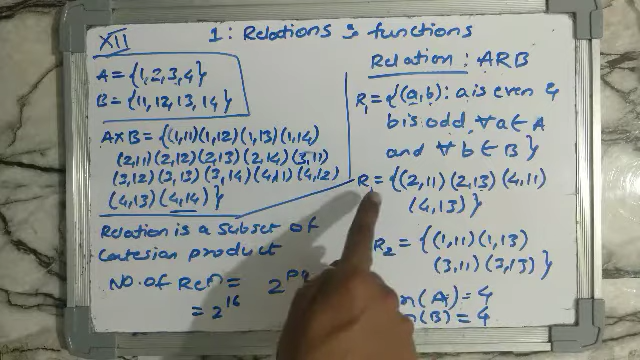 XII
1: Relations & functions
A = {1,2,3,4}
B = {11, 12, 13, 14}
A×B = {(1,11)(1,12)(1,13)(1,14)
(2,11)(2,12)(2,13)(2,14)(3,11)
(3,12)(3,13)(3,14)(4,11)(4,12)
(4,13)(4,14)}
Relation is a subset of
Cartesian product
No. of Relⁿ =
= 2¹⁶
Relation: ARB
R₁ = {(a,b): a is even &
b is odd, ∀ a ∈ A
and ∀ b ∈ B}
R₁ = {(2,11)(2,13)(4,11)
(4,13)}
R₂ = {(1,11)(1,13)
(3,11)(3,13)}
n(A) = 4
n(B) = 4